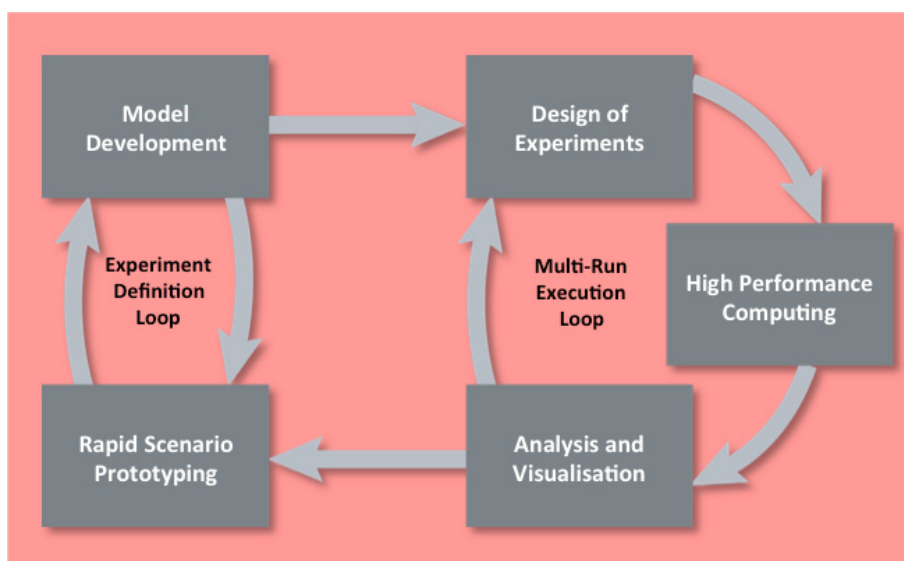 Model
Development
Design of
Experiments
Experiment
Definition
Loop
Multi-Run
Execution
Loop
High Performance
Computing
Rapid Scenario
Prototyping
Analysis and
Visualisation